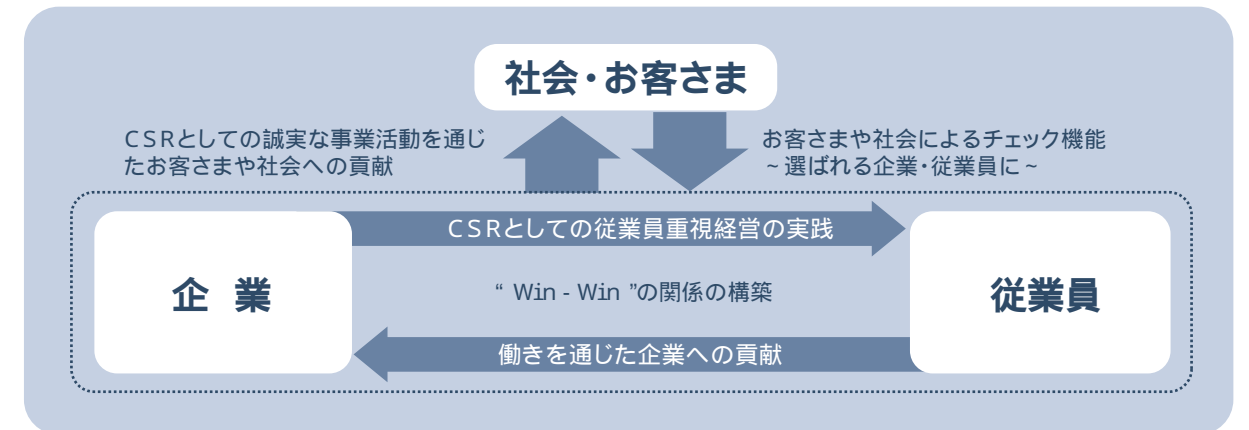 社会・お客さま
CSRとしての誠実な事業活動を通じ
たお客さまや社会への貢献
お客さまや社会によるチェック機能
~選ばれる企業・従業員に~
CSRとしての従業員重視経営の実践
企 業
“ Win - Win ”の関係の構築
従業員
働きを通じた企業への貢献